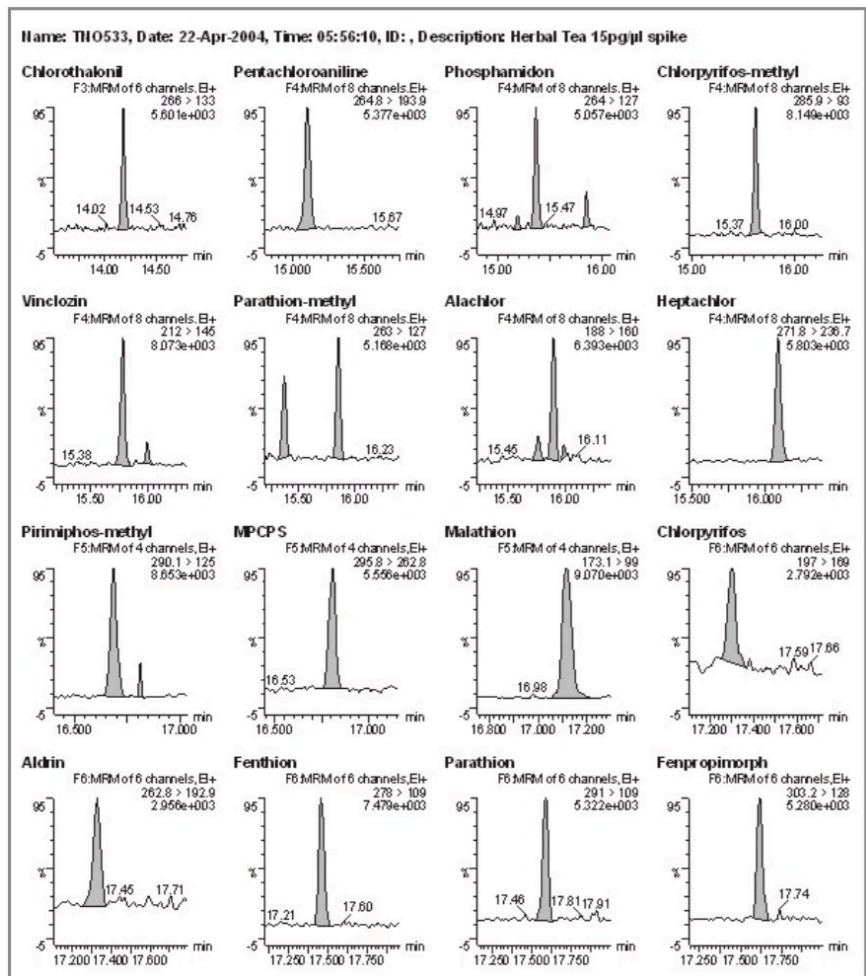 Name: TNO533, Date: 22-Apr-2004, Time: 05:56:10, ID: , Description: Herbal Tea 15pg/µl spike
Chlorothalonil
F3:MRM of 6 channels,EI+
266 > 133
5.601e+003
95
%
14.02
14.53
14.76
-5
min
14.00 14.50
Pentachloroaniline
F4:MRM of 8 channels,EI+
264.8 > 193.9
5.377e+003
95
%
15.67
-5
min
15.000 15.500
Phosphamidon
F4:MRM of 8 channels,EI+
264 > 127
5.057e+003
95
%
14.97
15.47
-5
min
15.00 16.00
Chlorpyrifos-methyl
F4:MRM of 8 channels,EI+
285.9 > 93
8.149e+003
95
%
15.37
16.00
-5
min
15.00 16.00
Vinclozin
F4:MRM of 8 channels,EI+
212 > 145
8.073e+003
95
%
15.38
-5
min
15.50 16.00
Parathion-methyl
F4:MRM of 8 channels,EI+
263 > 127
5.168e+003
95
%
16.23
-5
min
15.50 16.00
Alachlor
F4:MRM of 8 channels,EI+
188 > 160
6.393e+003
95
%
15.45
16.11
-5
min
15.50 16.00
Heptachlor
F4:MRM of 8 channels,EI+
271.8 > 236.7
5.803e+003
95
%
-5
min
15.500 16.000
Pirimiphos-methyl
F5:MRM of 4 channels,EI+
290.1 > 125
8.653e+003
95
%
-5
min
16.500 17.000
MPCPS
F5:MRM of 4 channels,EI+
295.8 > 262.8
5.556e+003
95
%
16.53
-5
min
16.500 17.000
Malathion
F5:MRM of 4 channels,EI+
173.1 > 99
9.070e+003
95
%
16.98
-5
min
16.800 17.000 17.200
Chlorpyrifos
F6:MRM of 6 channels,EI+
197 > 169
2.792e+003
95
%
17.59
17.66
-5
min
17.200 17.400 17.600
Aldrin
F6:MRM of 6 channels,EI+
262.8 > 192.9
2.956e+003
95
%
17.45
17.71
-5
min
17.200 17.400 17.600
Fenthion
F6:MRM of 6 channels,EI+
278 > 109
7.479e+003
95
%
17.21
17.60
-5
min
17.250 17.500 17.750
Parathion
F6:MRM of 6 channels,EI+
291 > 109
5.322e+003
95
%
17.46
17.81
17.91
-5
min
17.250 17.500 17.750
Fenpropimorph
F6:MRM of 6 channels,EI+
303.2 > 128
5.280e+003
95
%
17.74
-5
min
17.250 17.500 17.750